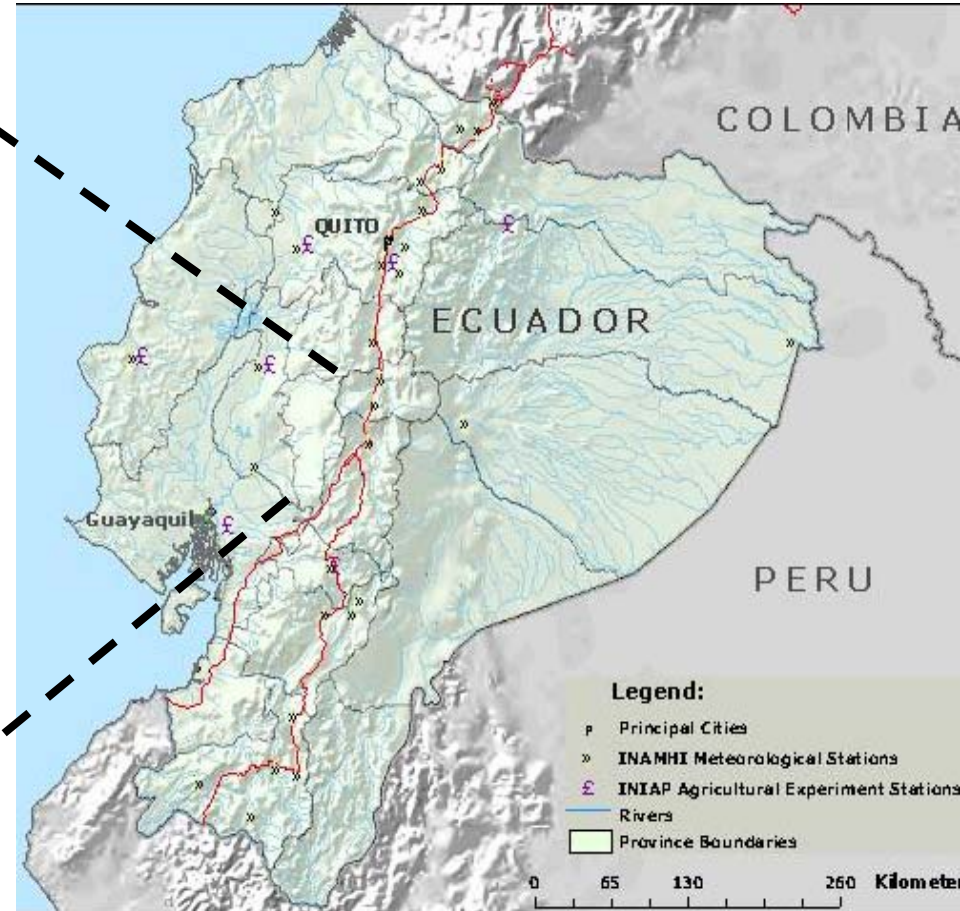 COLOMBIA
QUITO
ECUADOR
Guayaquil
PERU
Legend:
Principal Cities
» INAMHI Meteorological Stations
£ INIAP Agricultural Experiment Stations
Rivers
Province Boundaries
0 65 130 260 Kilometer